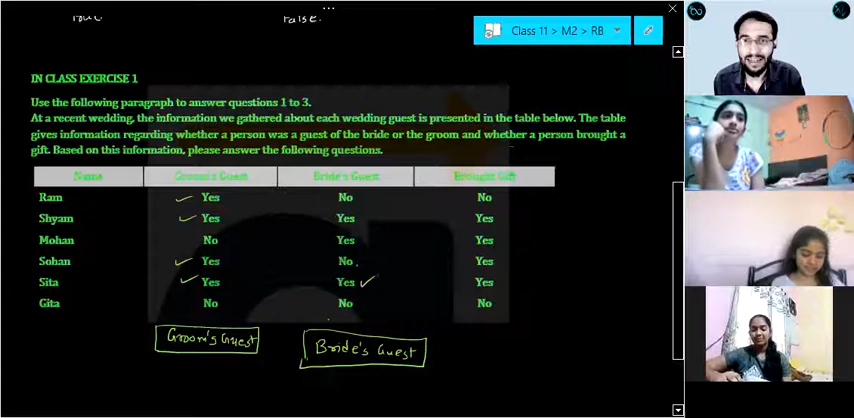 false.
Class 11 > M2 > RB
IN CLASS EXERCISE 1
Use the following paragraph to answer questions 1 to 3.
At a recent wedding, the information we gathered about each wedding guest is presented in the table below. The table
gives information regarding whether a person was a guest of the bride or the groom and whether a person brought a
gift. Based on this information, please answer the following questions.
Name Groom's Guest Bride's Guest Brought Gift
Ram Yes No No
Shyam Yes Yes Yes
Mohan No Yes Yes
Sohan Yes No Yes
Sita Yes Yes Yes
Gita No No No
Groom's Guest
Bride's Guest